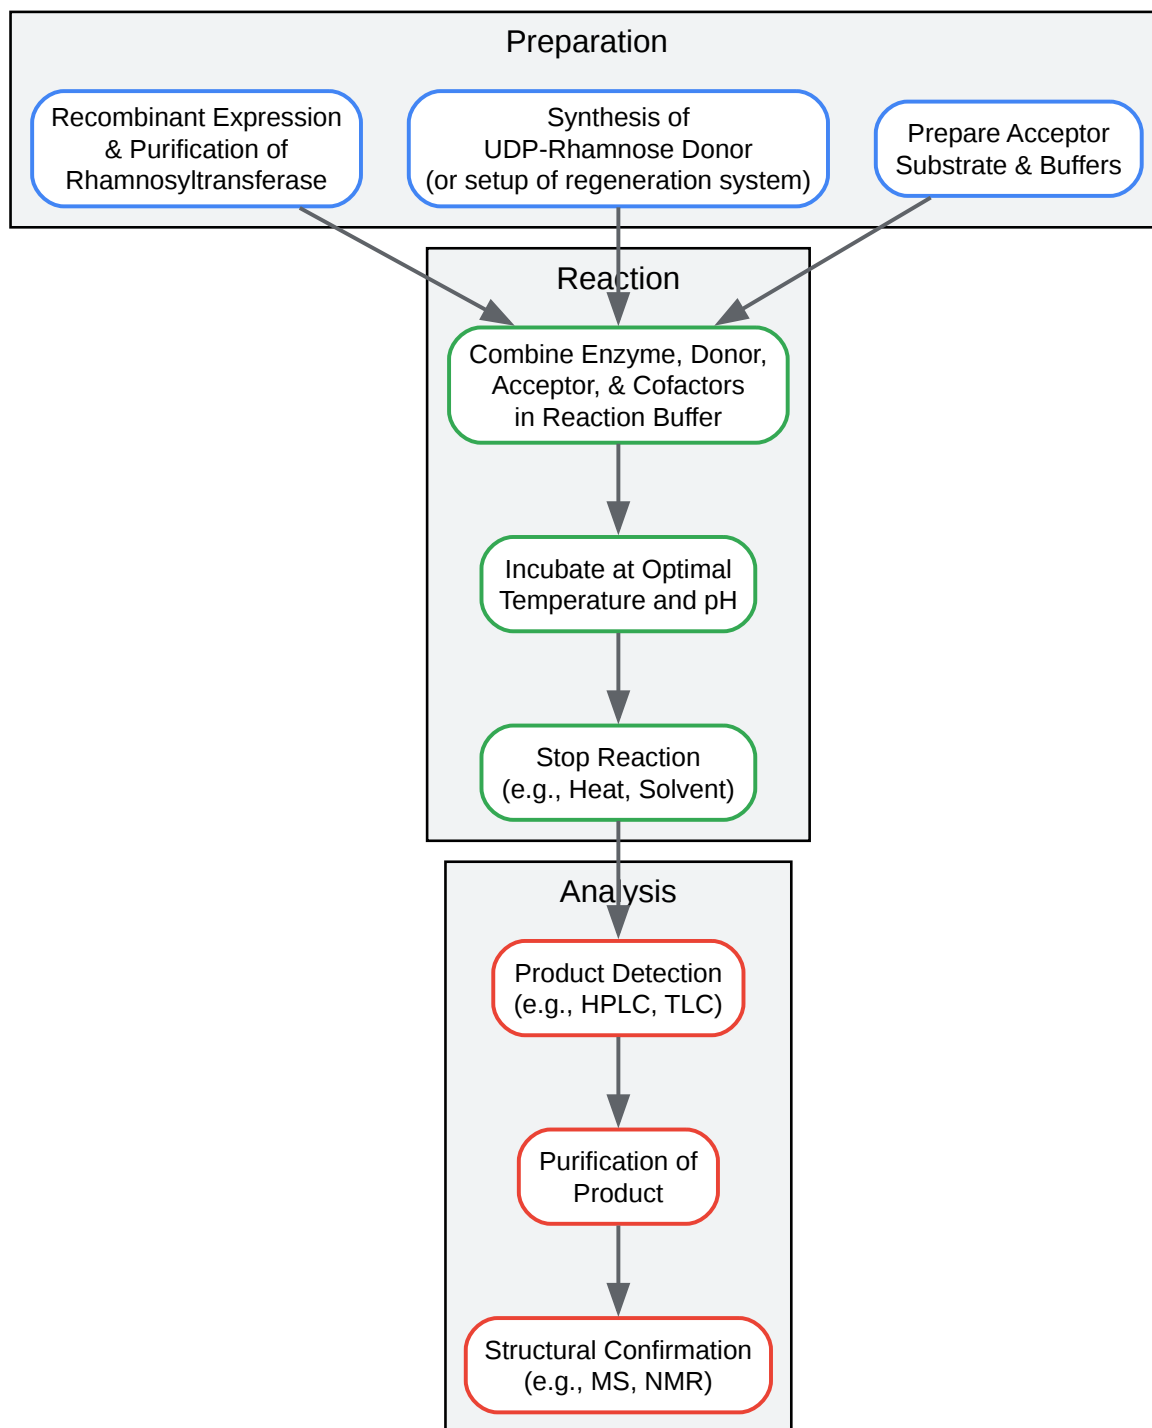 Preparation
Recombinant Expression
& Purification of
Rhamnosyltransferase
Synthesis of
UDP-Rhamnose Donor
(or setup of regeneration system)
Prepare Acceptor
Substrate & Buffers
Reaction
Combine Enzyme, Donor,
Acceptor, & Cofactors
in Reaction Buffer
Incubate at Optimal
Temperature and pH
Stop Reaction
(e.g., Heat, Solvent)
Analysis
Product Detection
(e.g., HPLC, TLC)
Purification of
Product
Structural Confirmation
(e.g., MS, NMR)